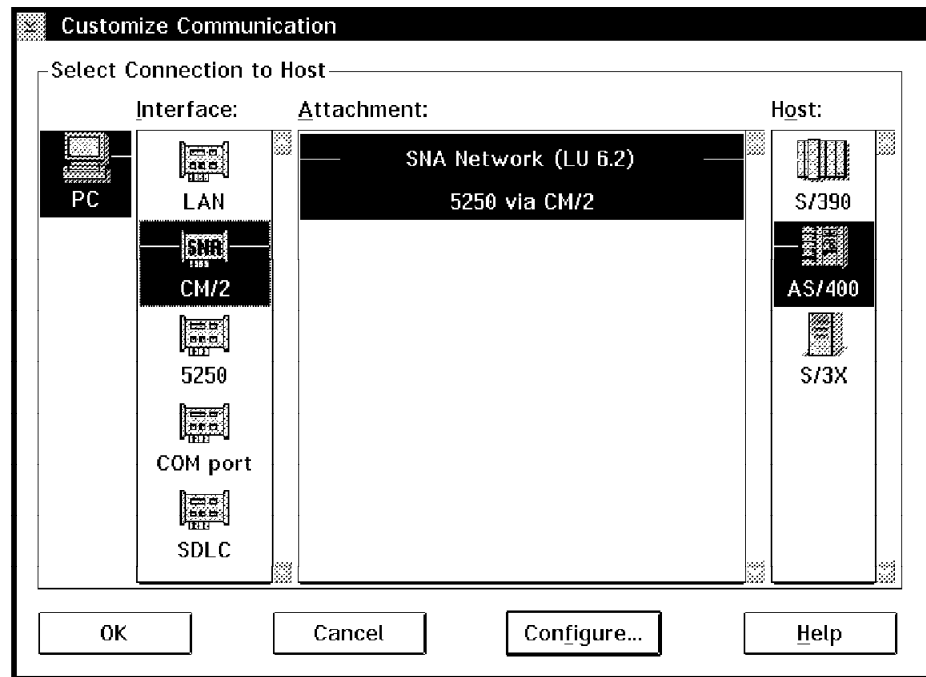 Customize Communication
Select Connection to Host
Interface: Attachment: Host:
PC
LAN
SNA
CM/2
5250
COM port
SDLC
SNA Network (LU 6.2)
5250 via CM/2
S/390
AS/400
S/3X
OK Cancel Configure... Help